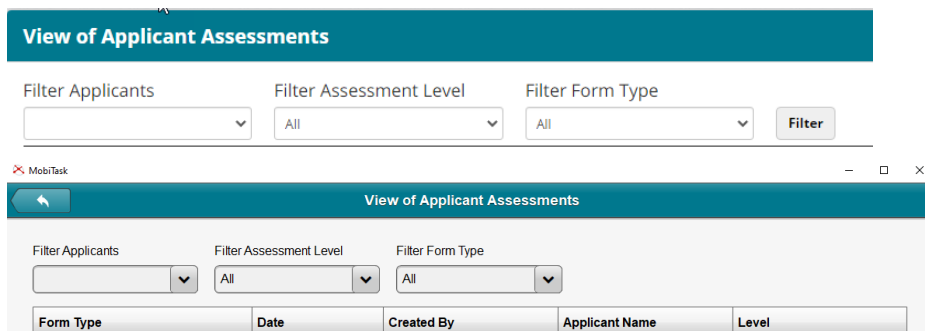 View of Applicant Assessments
Filter Applicants Filter Assessment Level Filter Form Type
All All Filter
MobiTask
View of Applicant Assessments
Filter Applicants Filter Assessment Level Filter Form Type
All All
Form Type Date Created By Applicant Name Level